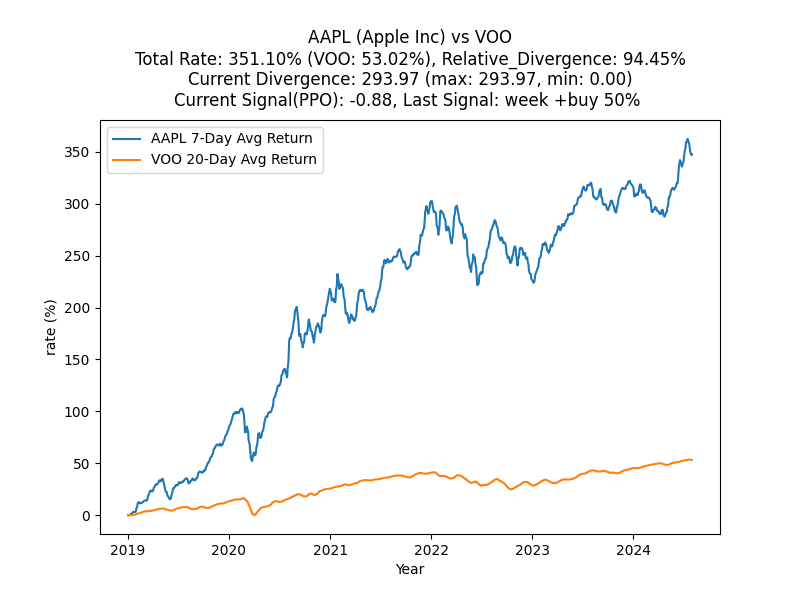 AAPL (Apple Inc) vs VOO
Total Rate: 351.10% (VOO: 53.02%), Relative_Divergence: 94.45%
Current Divergence: 293.97 (max: 293.97, min: 0.00)
Current Signal(PPO): -0.88, Last Signal: week +buy 50%
AAPL 7-Day Avg Return
VOO 20-Day Avg Return
rate (%)
350
300
250
200
150
100
50
0
2019 2020 2021 2022 2023 2024
Year